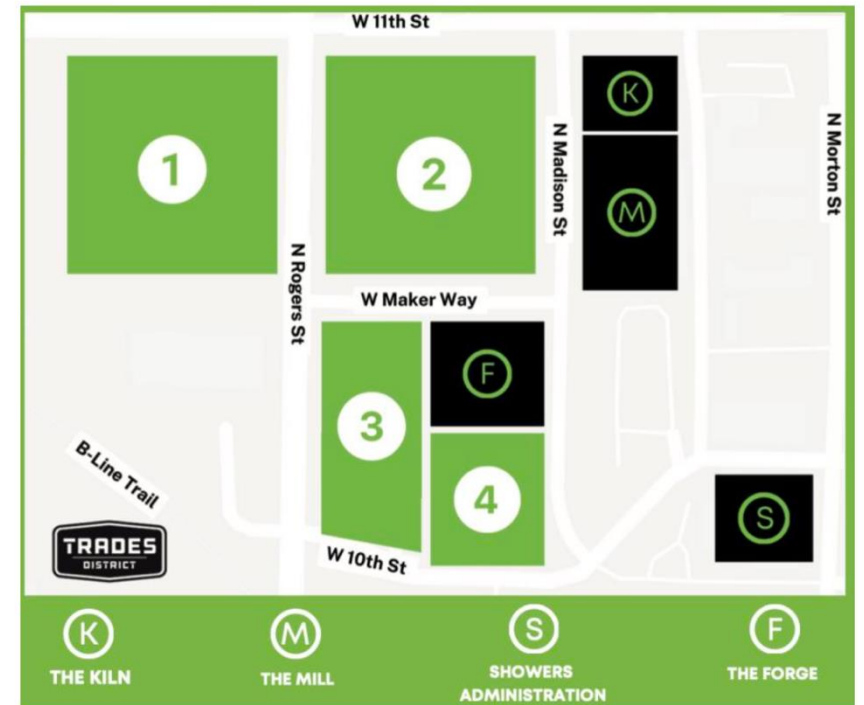 W 11th St
N Rogers St
N Madison St
N Morton St
1
2
K
M
W Maker Way
3
F
4
S
B-Line Trail
W 10th St
TRADES
DISTRICT
K
THE KILN
M
THE MILL
S
SHOWERS
ADMINISTRATION
F
THE FORGE